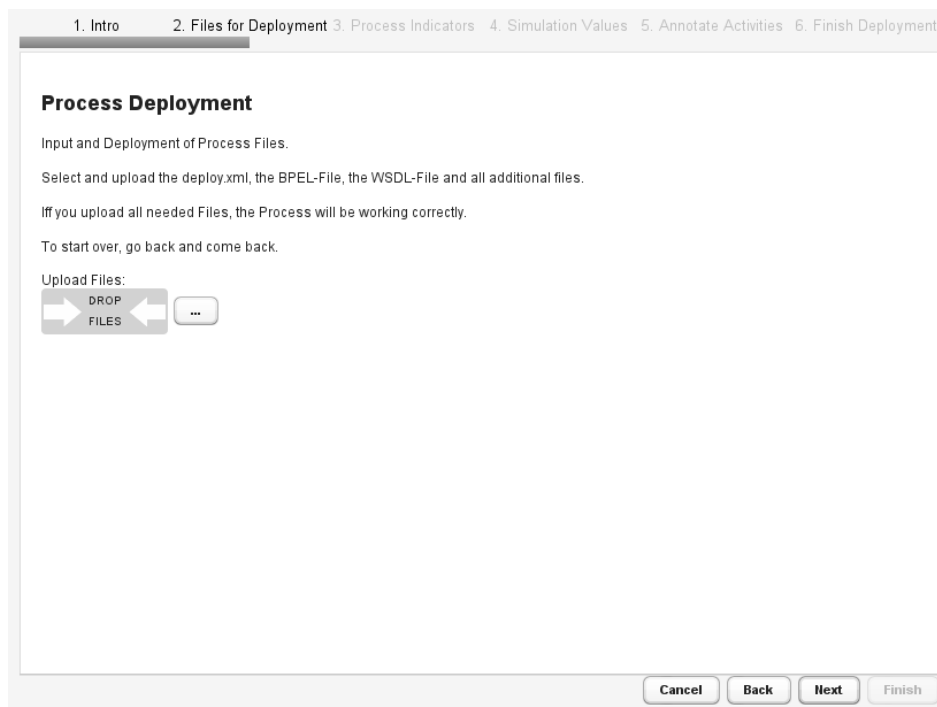 1. Intro 2. Files for Deployment 3. Process Indicators 4. Simulation Values 5. Annotate Activities 6. Finish Deployment
Process Deployment
Input and Deployment of Process Files.
Select and upload the deploy.xml, the BPEL-File, the WSDL-File and all additional files.
Iff you upload all needed Files, the Process will be working correctly.
To start over, go back and come back.
Upload Files:
DROP
FILES
...
Cancel Back Next Finish